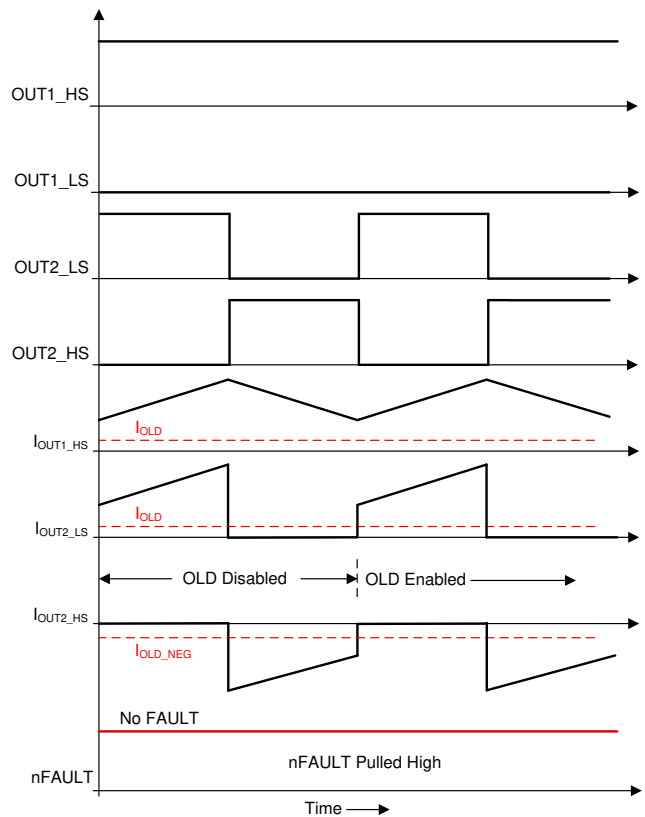 OUT1_HS
OUT1_LS
OUT2_LS
OUT2_HS
IOLD
IOUT1_HS
IOLD
IOUT2_LS
OLD Disabled
OLD Enabled
IOUT2_HS
IOLD_NEG
No FAULT
nFAULT Pulled High
nFAULT
Time